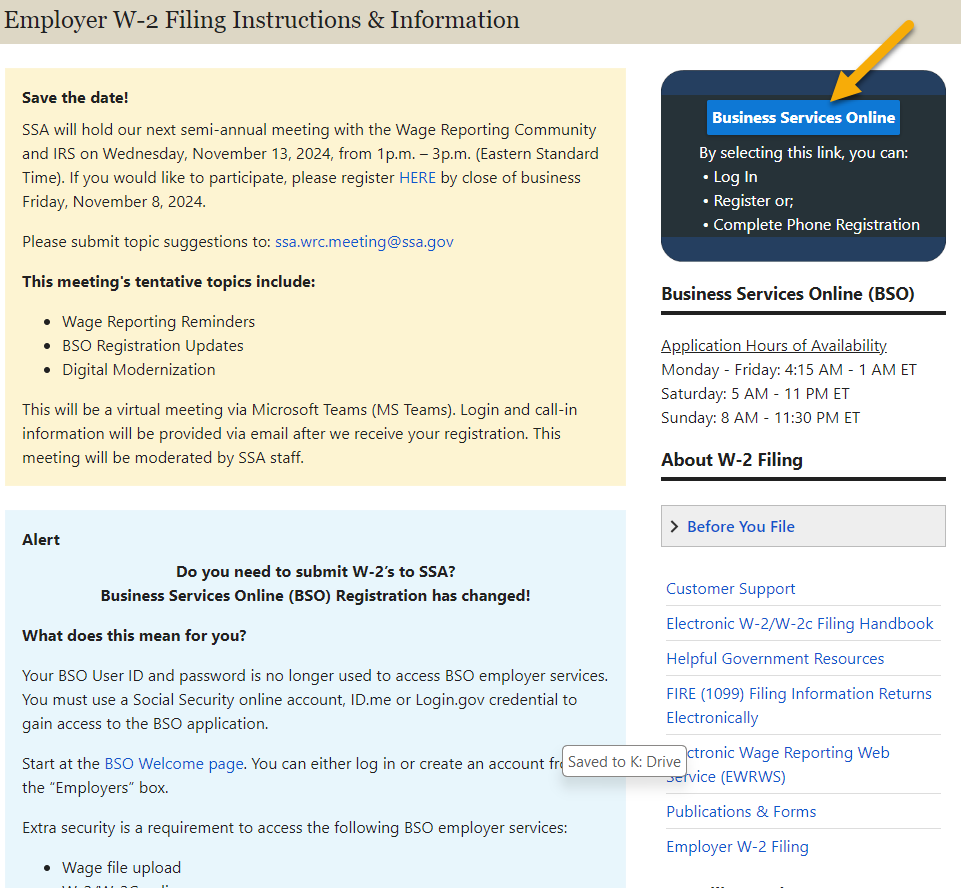 Employer W-2 Filing Instructions & Information
Save the date!
SSA will hold our next semi-annual meeting with the Wage Reporting Community
and IRS on Wednesday, November 13, 2024, from 1p.m. – 3p.m. (Eastern Standard
Time). If you would like to participate, please register HERE by close of business
Friday, November 8, 2024.
Please submit topic suggestions to: ssa.wrc.meeting@ssa.gov
This meeting's tentative topics include:
• Wage Reporting Reminders
• BSO Registration Updates
• Digital Modernization
This will be a virtual meeting via Microsoft Teams (MS Teams). Login and call-in
information will be provided via email after we receive your registration. This
meeting will be moderated by SSA staff.
Alert
Do you need to submit W-2’s to SSA?
Business Services Online (BSO) Registration has changed!
What does this mean for you?
Your BSO User ID and password is no longer used to access BSO employer services.
You must use a Social Security online account, ID.me or Login.gov credential to
gain access to the BSO application.
Start at the BSO Welcome page. You can either log in or create an account
the “Employers” box.
Extra security is a requirement to access the following BSO employer services:
• Wage file upload
Saved to K: Drive
Business Services Online
By selecting this link, you can:
• Log In
• Register or;
• Complete Phone Registration
Business Services Online (BSO)
Application Hours of Availability
Monday - Friday: 4:15 AM - 1 AM ET
Saturday: 5 AM - 11 PM ET
Sunday: 8 AM - 11:30 PM ET
About W-2 Filing
Before You File
Customer Support
Electronic W-2/W-2c Filing Handbook
Helpful Government Resources
FIRE (1099) Filing Information Returns
Electronically
Wage Reporting Web
Service (EWRWS)
Publications & Forms
Employer W-2 Filing